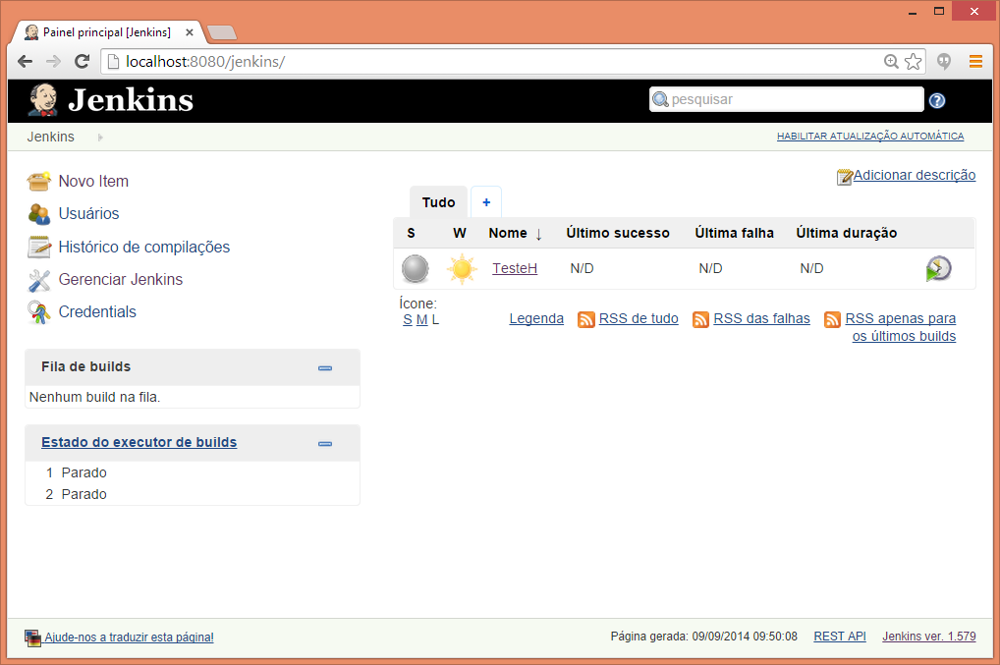 Painel principal [Jenkins]
localhost:8080/jenkins/
Jenkins
pesquisar
Jenkins
HABILITAR ATUALIZAÇÃO AUTOMÁTICA
Novo Item
Usuários
Histórico de compilações
Gerenciar Jenkins
Credentials
Fila de builds
Nenhum build na fila.
Estado do executor de builds
1 Parado
2 Parado
Adicionar descrição
Tudo +
S W Nome ↓ Último sucesso Última falha Última duração
TesteH N/D N/D N/D
Ícone:
S M L
Legenda RSS de tudo RSS das falhas RSS apenas para
os últimos builds
Ajude-nos a traduzir esta página!
Página gerada: 09/09/2014 09:50:08 REST API Jenkins ver. 1.579